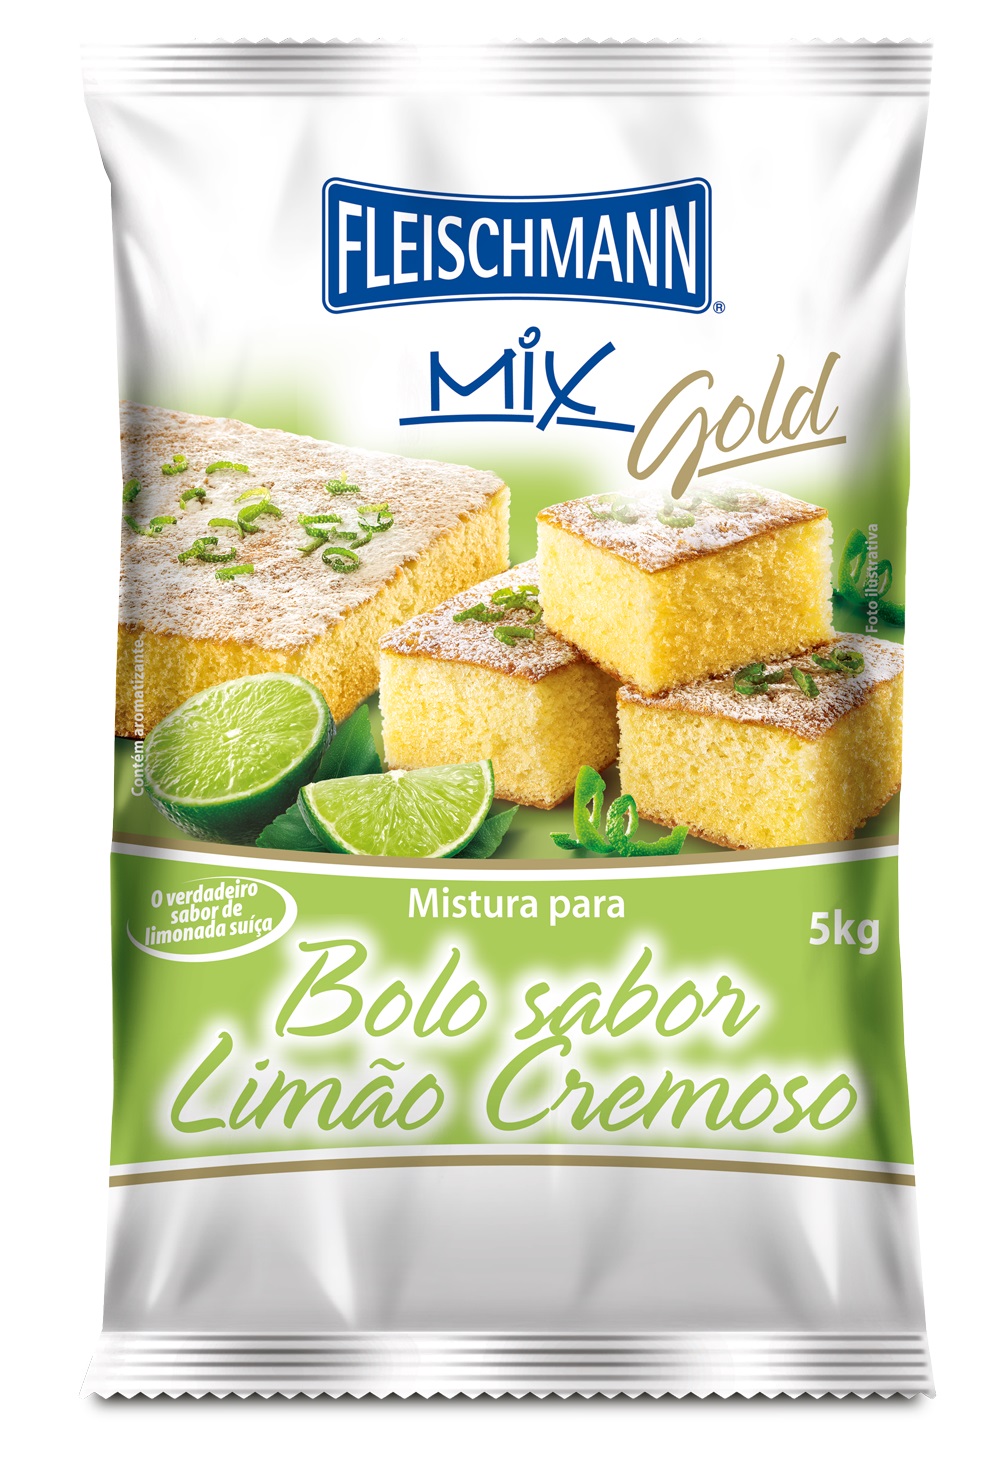 FLEISCHMANN®
Mix Gold
Foto ilustrativa
Contém aromatizante.
O verdadeiro
sabor de
limonada suíça
Mistura para
5kg
Bolo sabor
Limão Cremoso